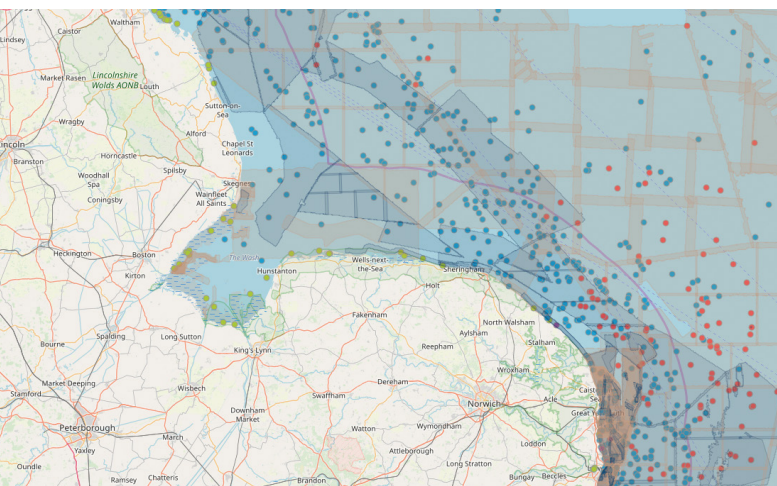 Waltham
Caistor
Lindsey
Market Rasen
Lincolnshire
Wolds AONB
Louth
Sutton-on-
Sea
Wragby
Alford
Lincoln
Chapel St
Leonards
Branston
Horncastle
Woodhall
Spa
Spilsby
Skegness
Coningsby
Wainfleet
All Saints
Heckington
Boston
The Wash
Kirton
Hunstanton
Wells-next-
the-Sea
Sheringham
Holt
Fakenham
North Walsham
Spalding
Long Sutton
Aylsham
Bourne
King's Lynn
Reepham
Stalham
Wroxham
Market Deeping
Wisbech
Dereham
Stamford
Swaffham
Acle
Downham
Market
Norwich
Peterborough
Watton
Wymondham
March
Yaxley
Loddon
Attleborough
Oundle
Long Stratton
Ramsey
Chatteris
Brandon
Bungay
Beccles